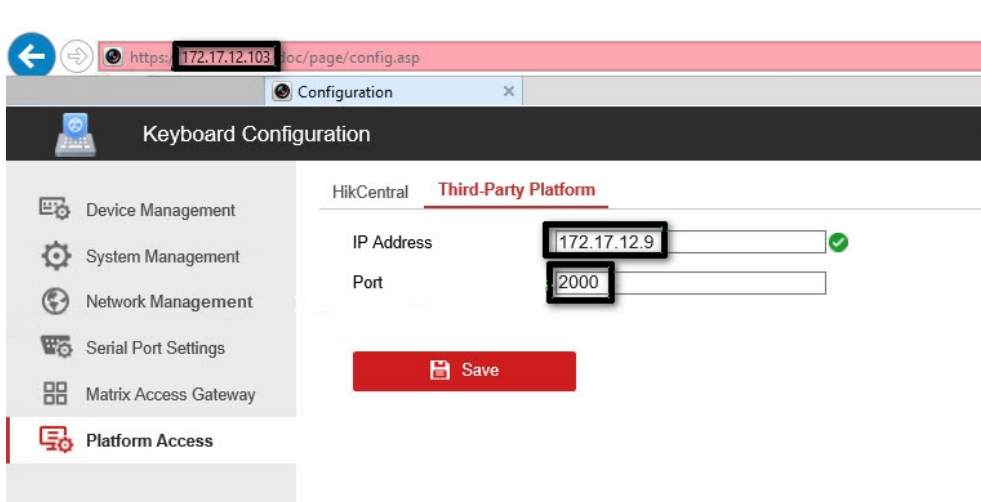 https:/ 172.17.12.103/doc/page/config.asp
Configuration ×
Keyboard Configuration
HikCentral Third-Party Platform
Device Management
IP Address 172.17.12.9
System Management
Port 2000
Network Management
Serial Port Settings
Save
Matrix Access Gateway
Platform Access